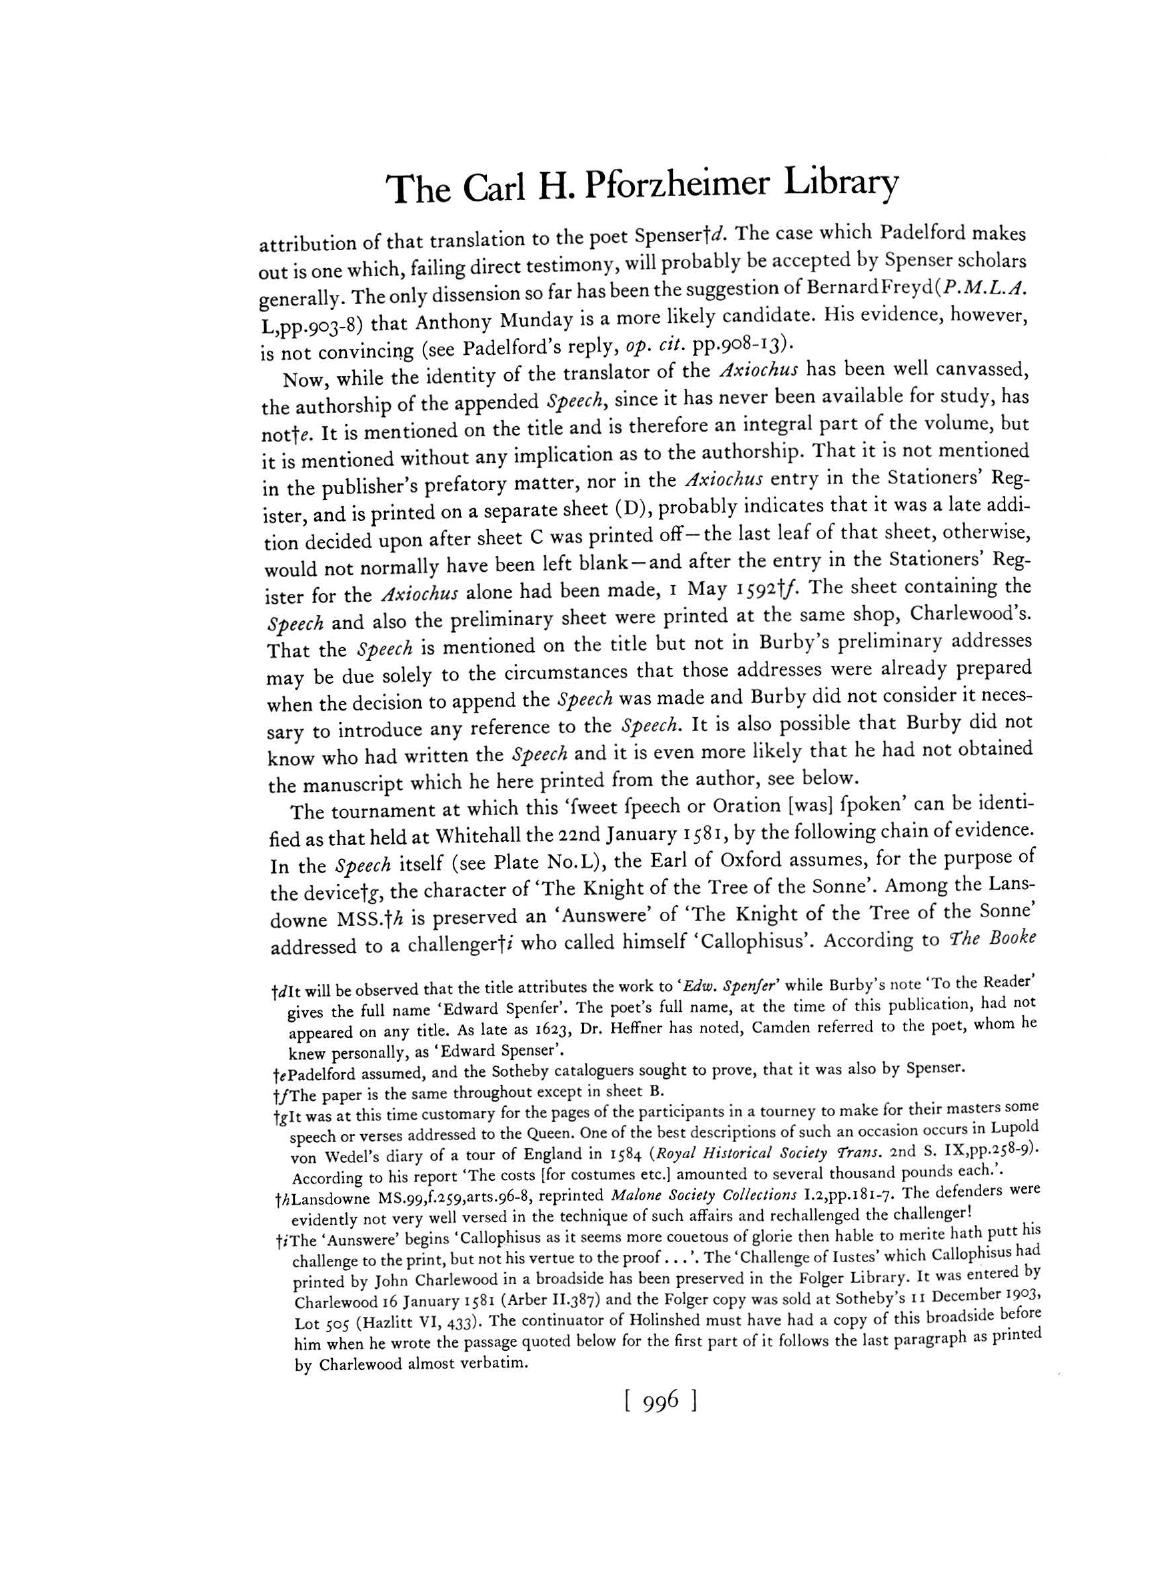 The Carl H. Pforzheimer Library
attribution of that translation to the poet Spenser†d. The case which Padelford makes
out is one which, failing direct testimony, will probably be accepted by Spenser scholars
generally. The only dissension so far has been the suggestion of Bernard Freyd (P.M.L.A.
L,pp.903-8) that Anthony Munday is a more likely candidate. His evidence, however,
is not convincing (see Padelford's reply, op. cit. pp.908-13).
Now, while the identity of the translator of the Axiochus has been well canvassed,
the authorship of the appended Speech, since it has never been available for study, has
not†e. It is mentioned on the title and is therefore an integral part of the volume, but
it is mentioned without any implication as to the authorship. That it is not mentioned
in the publisher's prefatory matter, nor in the Axiochus entry in the Stationers' Reg-
ister, and is printed on a separate sheet (D), probably indicates that it was a late addi-
tion decided upon after sheet C was printed off—the last leaf of that sheet, otherwise,
would not normally have been left blank—and after the entry in the Stationers' Reg-
ister for the Axiochus alone had been made, 1 May 1592†f. The sheet containing the
Speech and also the preliminary sheet were printed at the same shop, Charlewood's.
That the Speech is mentioned on the title but not in Burby's preliminary addresses
may be due solely to the circumstances that those addresses were already prepared
when the decision to append the Speech was made and Burby did not consider it neces-
sary to introduce any reference to the Speech. It is also possible that Burby did not
know who had written the Speech and it is even more likely that he had not obtained
the manuscript which he here printed from the author, see below.
The tournament at which this 'ſweet ſpeech or Oration [was] ſpoken' can be identi-
fied as that held at Whitehall the 22nd January 1581, by the following chain of evidence.
In the Speech itself (see Plate No.L), the Earl of Oxford assumes, for the purpose of
the device†g, the character of 'The Knight of the Tree of the Sonne'. Among the Lans-
downe MSS.†h is preserved an 'Aunswere' of 'The Knight of the Tree of the Sonne'
addressed to a challenger†i who called himself 'Callophisus'. According to The Booke
†dIt will be observed that the title attributes the work to 'Edw. Spenſer' while Burby's note 'To the Reader'
gives the full name 'Edward Spenſer'. The poet's full name, at the time of this publication, had not
appeared on any title. As late as 1623, Dr. Heffner has noted, Camden referred to the poet, whom he
knew personally, as 'Edward Spenser'.
†ePadelford assumed, and the Sotheby cataloguers sought to prove, that it was also by Spenser.
†fThe paper is the same throughout except in sheet B.
†gIt was at this time customary for the pages of the participants in a tourney to make for their masters some
speech or verses addressed to the Queen. One of the best descriptions of such an occasion occurs in Lupold
von Wedel's diary of a tour of England in 1584 (Royal Historical Society Trans. 2nd S. IX,pp.258-9).
According to his report 'The costs [for costumes etc.] amounted to several thousand pounds each.'.
†hLansdowne MS.99,f.259,arts.96-8, reprinted Malone Society Collections I.2,pp.181-7. The defenders were
evidently not very well versed in the technique of such affairs and rechallenged the challenger!
†iThe 'Aunswere' begins 'Callophisus as it seems more couetous of glorie then hable to merite hath putt his
challenge to the print, but not his vertue to the proof . . .'. The 'Challenge of Iustes' which Callophisus had
printed by John Charlewood in a broadside has been preserved in the Folger Library. It was entered by
Charlewood 16 January 1581 (Arber II.387) and the Folger copy was sold at Sotheby's 11 December 1903,
Lot 505 (Hazlitt VI, 433). The continuator of Holinshed must have had a copy of this broadside before
him when he wrote the passage quoted below for the first part of it follows the last paragraph as printed
by Charlewood almost verbatim.
[ 996 ]